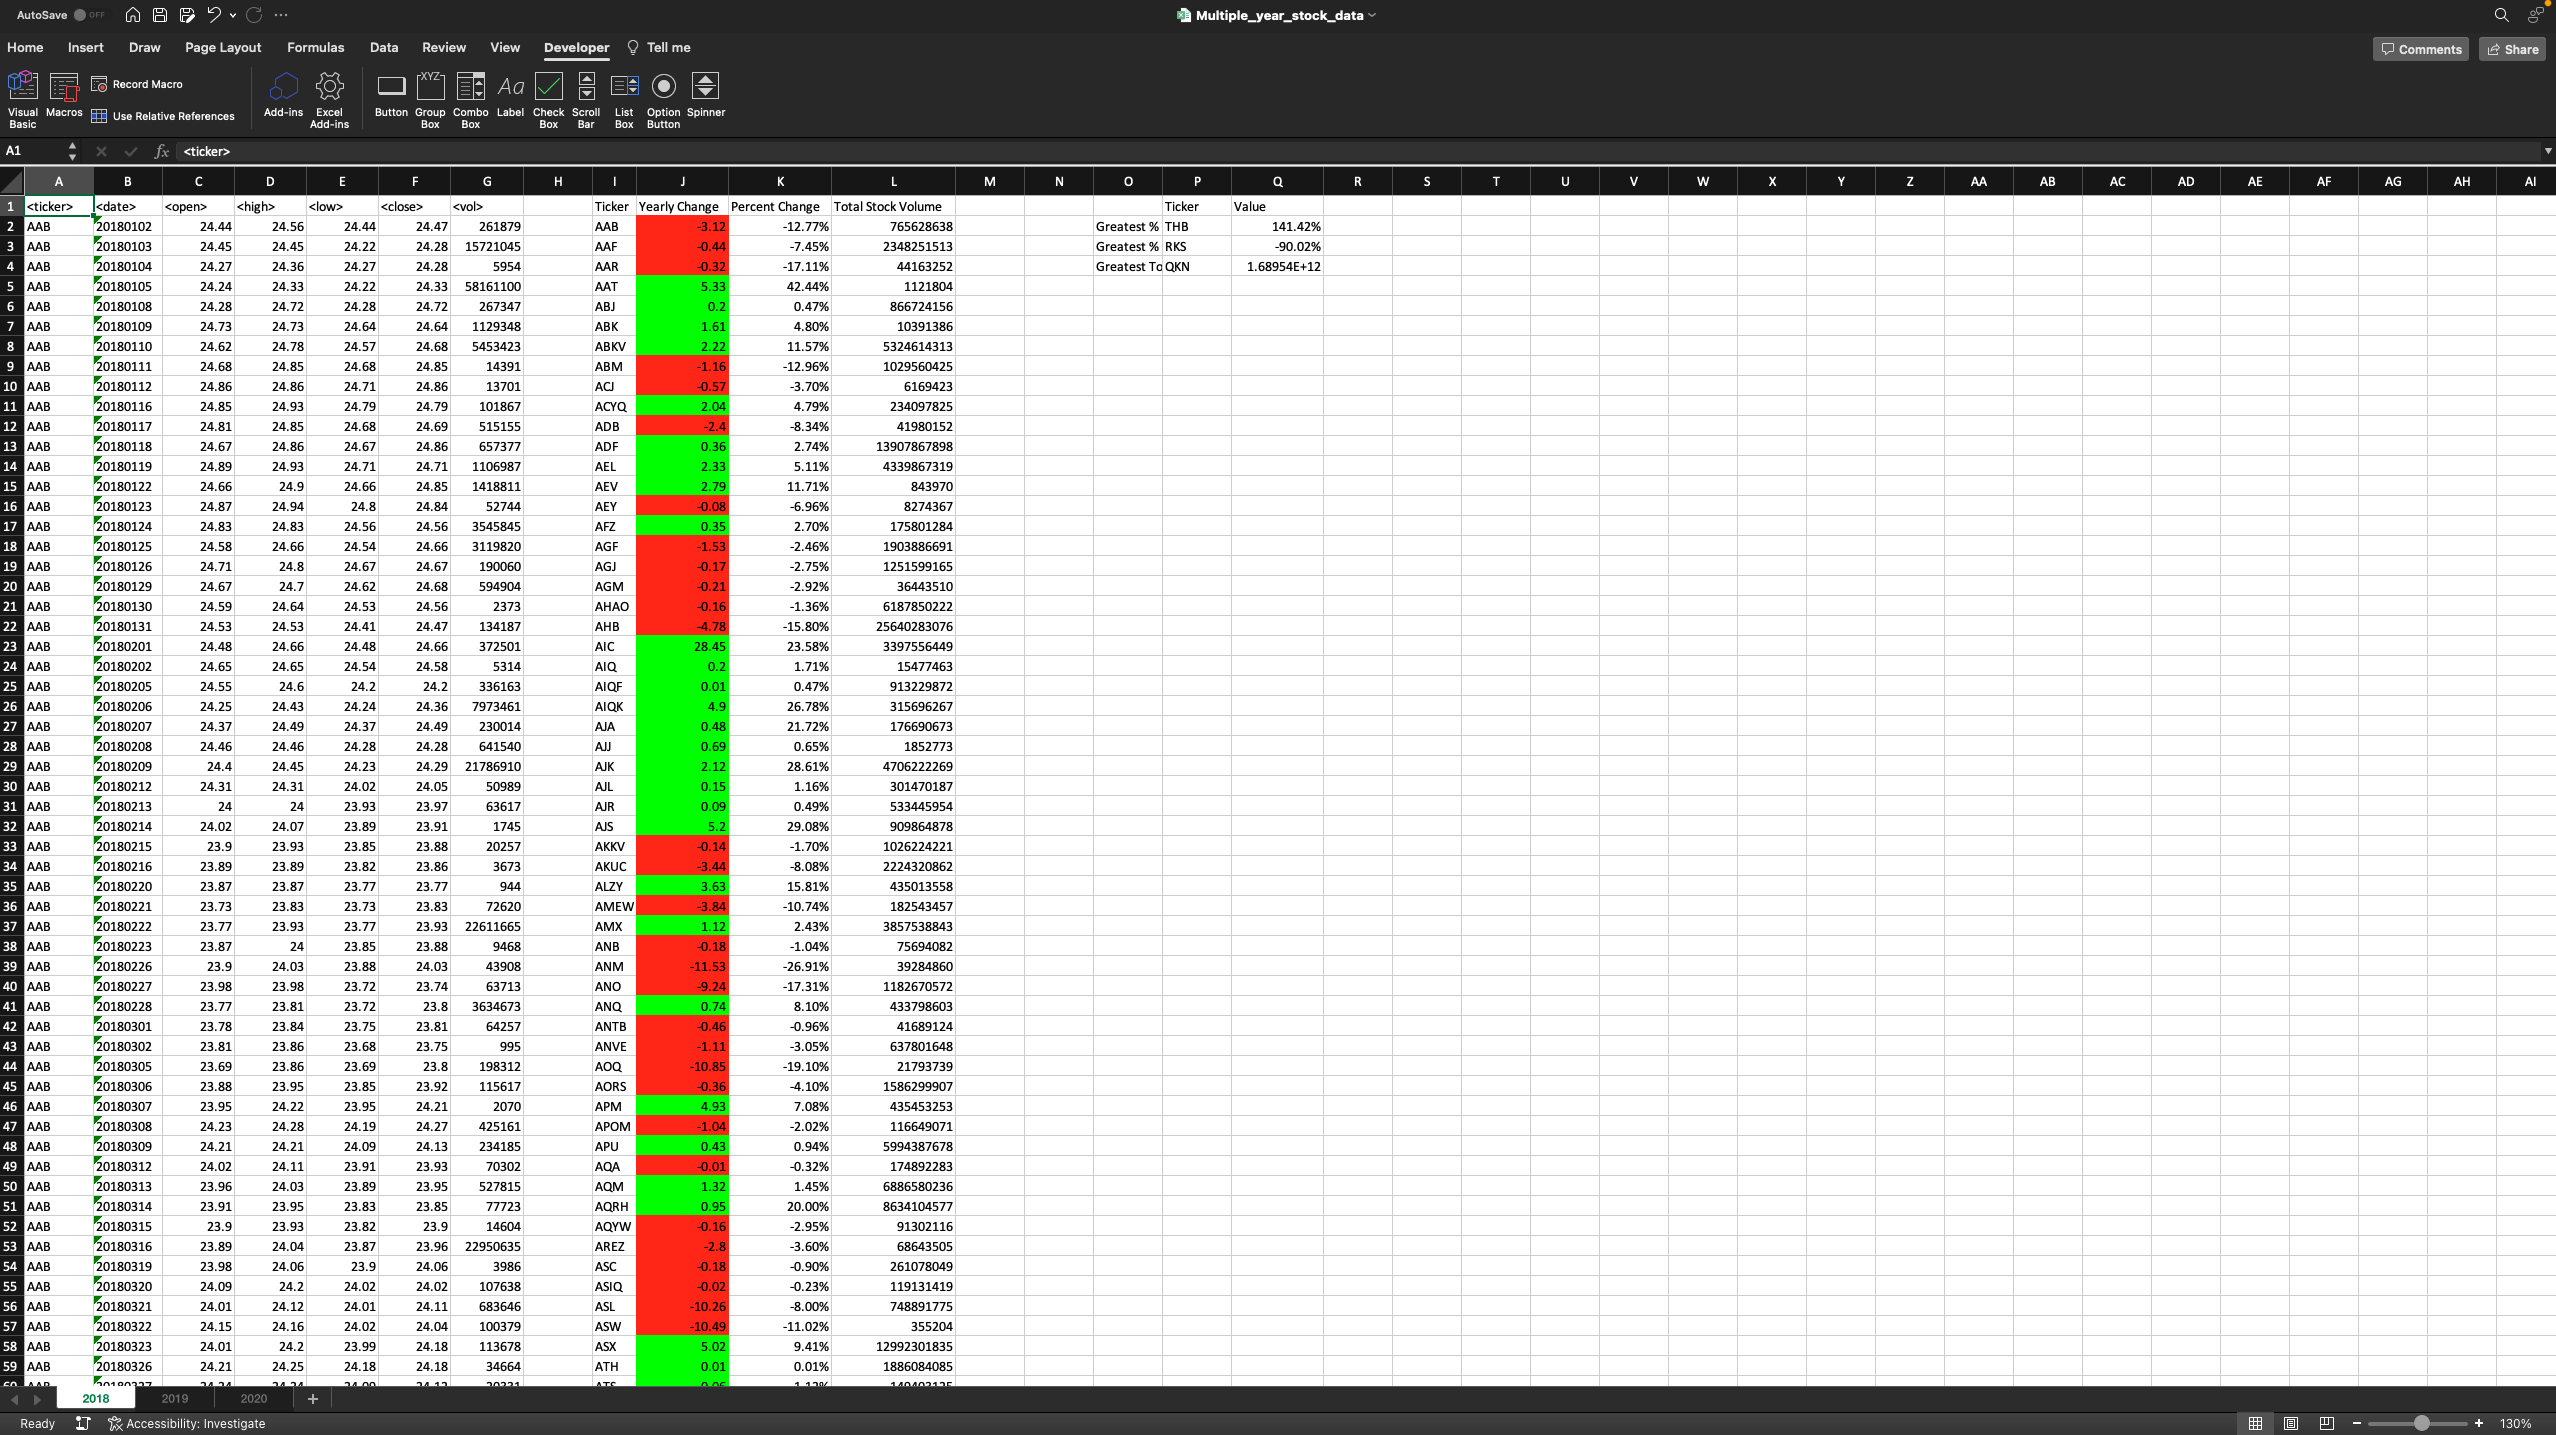 AutoSave OFF Multiple_year_stock_data
Home Insert Draw Page Layout Formulas Data Review View Developer Tell me Comments Share
Visual Basic Macros Record Macro Use Relative References Add-ins Excel Add-ins Button Group Box Combo Box Label Check Box Scroll Bar List Box Option Button Spinner
A1 fx <ticker>
A B C D E F G H I J K L M N O P Q R S T U V W X Y Z AA AB AC AD AE AF AG AH AI
1 <ticker> <date> <open> <high> <low> <close> <vol> Ticker Yearly Change Percent Change Total Stock Volume Ticker Value
2 AAB 20180102 24.44 24.56 24.44 24.47 261879 AAB -3.12 -12.77% 765628638 Greatest % THB 141.42%
3 AAB 20180103 24.45 24.45 24.22 24.28 15721045 AAF -0.44 -7.45% 2348251513 Greatest % RKS -90.02%
4 AAB 20180104 24.27 24.36 24.27 24.28 5954 AAR -0.32 -17.11% 44163252 Greatest To QKN 1.68954E+12
5 AAB 20180105 24.24 24.33 24.22 24.33 58161100 AAT 5.33 42.44% 1121804
6 AAB 20180108 24.28 24.72 24.28 24.72 267347 ABJ 0.2 0.47% 866724156
7 AAB 20180109 24.73 24.73 24.64 24.64 1129348 ABK 1.61 4.80% 10391386
8 AAB 20180110 24.62 24.78 24.57 24.68 5453423 ABKV 2.22 11.57% 5324614313
9 AAB 20180111 24.68 24.85 24.68 24.85 14391 ABM -1.16 -12.96% 1029560425
10 AAB 20180112 24.86 24.86 24.71 24.86 13701 ACJ -0.57 -3.70% 6169423
11 AAB 20180116 24.85 24.93 24.79 24.79 101867 ACYQ 2.04 4.79% 234097825
12 AAB 20180117 24.81 24.85 24.68 24.69 515155 ADB -2.4 -8.34% 41980152
13 AAB 20180118 24.67 24.86 24.67 24.86 657377 ADF 0.36 2.74% 13907867898
14 AAB 20180119 24.89 24.93 24.71 24.71 1106987 AEL 2.33 5.11% 4339867319
15 AAB 20180122 24.66 24.9 24.66 24.85 1418811 AEV 2.79 11.71% 843970
16 AAB 20180123 24.87 24.94 24.8 24.84 52744 AEY -0.08 -6.96% 8274367
17 AAB 20180124 24.83 24.83 24.56 24.56 3545845 AFZ 0.35 2.70% 175801284
18 AAB 20180125 24.58 24.66 24.54 24.66 3119820 AGF -1.53 -2.46% 1903886691
19 AAB 20180126 24.71 24.8 24.67 24.67 190060 AGJ -0.17 -2.75% 1251599165
20 AAB 20180129 24.67 24.7 24.62 24.68 594904 AGM -0.21 -2.92% 36443510
21 AAB 20180130 24.59 24.64 24.53 24.56 2373 AHAO -0.16 -1.36% 6187850222
22 AAB 20180131 24.53 24.53 24.41 24.47 134187 AHB -4.78 -15.80% 25640283076
23 AAB 20180201 24.48 24.66 24.48 24.66 372501 AIC 28.45 23.58% 3397556449
24 AAB 20180202 24.65 24.65 24.54 24.58 5314 AIQ 0.2 1.71% 15477463
25 AAB 20180205 24.55 24.6 24.2 24.2 336163 AIQF 0.01 0.47% 913229872
26 AAB 20180206 24.25 24.43 24.24 24.36 7973461 AIQK 4.9 26.78% 315696267
27 AAB 20180207 24.37 24.49 24.37 24.49 230014 AJA 0.48 21.72% 176690673
28 AAB 20180208 24.46 24.46 24.28 24.28 641540 AJJ 0.69 0.65% 1852773
29 AAB 20180209 24.4 24.45 24.23 24.29 21786910 AJK 2.12 28.61% 4706222269
30 AAB 20180212 24.31 24.31 24.02 24.05 50989 AJL 0.15 1.16% 301470187
31 AAB 20180213 24 24 23.93 23.97 63617 AJR 0.09 0.49% 533445954
32 AAB 20180214 24.02 24.07 23.89 23.91 1745 AJS 5.2 29.08% 909864878
33 AAB 20180215 23.9 23.93 23.85 23.88 20257 AKKV -0.14 -1.70% 1026224221
34 AAB 20180216 23.89 23.89 23.82 23.86 3673 AKUC -3.44 -8.08% 2224320862
35 AAB 20180220 23.87 23.87 23.77 23.77 944 ALZY 3.63 15.81% 435013558
36 AAB 20180221 23.73 23.83 23.73 23.83 72620 AMEW -3.84 -10.74% 182543457
37 AAB 20180222 23.77 23.93 23.77 23.93 22611665 AMX 1.12 2.43% 3857538843
38 AAB 20180223 23.87 24 23.85 23.88 9468 ANB -0.18 -1.04% 75694082
39 AAB 20180226 23.9 24.03 23.88 24.03 43908 ANM -11.53 -26.91% 39284860
40 AAB 20180227 23.98 23.98 23.72 23.74 63713 ANO -9.24 -17.31% 1182670572
41 AAB 20180228 23.77 23.81 23.72 23.8 3634673 ANQ 0.74 8.10% 433798603
42 AAB 20180301 23.78 23.84 23.75 23.81 64257 ANTB -0.46 -0.96% 41689124
43 AAB 20180302 23.81 23.86 23.68 23.75 995 ANVE -1.11 -3.05% 637801648
44 AAB 20180305 23.69 23.86 23.69 23.8 198312 AOQ -10.85 -19.10% 21793739
45 AAB 20180306 23.88 23.95 23.85 23.92 115617 AORS -0.36 -4.10% 1586299907
46 AAB 20180307 23.95 24.22 23.95 24.21 2070 APM 4.93 7.08% 435453253
47 AAB 20180308 24.23 24.28 24.19 24.27 425161 APOM -1.04 -2.02% 116649071
48 AAB 20180309 24.21 24.21 24.09 24.13 234185 APU 0.43 0.94% 5994387678
49 AAB 20180312 24.02 24.11 23.91 23.93 70302 AQA -0.01 -0.32% 174892283
50 AAB 20180313 23.96 24.03 23.89 23.95 527815 AQM 1.32 1.45% 6886580236
51 AAB 20180314 23.91 23.95 23.83 23.85 77723 AQRH 0.95 20.00% 8634104577
52 AAB 20180315 23.9 23.93 23.82 23.9 14604 AQYW -0.16 -2.95% 91302116
53 AAB 20180316 23.89 24.04 23.87 23.96 22950635 AREZ -2.8 -3.60% 68643505
54 AAB 20180319 23.98 24.06 23.9 24.06 3986 ASC -0.18 -0.90% 261078049
55 AAB 20180320 24.09 24.2 24.02 24.02 107638 ASIQ -0.02 -0.23% 119131419
56 AAB 20180321 24.01 24.12 24.01 24.11 683646 ASL -10.26 -8.00% 748891775
57 AAB 20180322 24.15 24.16 24.02 24.04 100379 ASW -10.49 -11.02% 355204
58 AAB 20180323 24.01 24.2 23.99 24.18 113678 ASX 5.02 9.41% 12992301835
59 AAB 20180326 24.21 24.25 24.18 24.18 34664 ATH 0.01 0.01% 1886084085
2018 2019 2020
Ready Accessibility: Investigate 130%